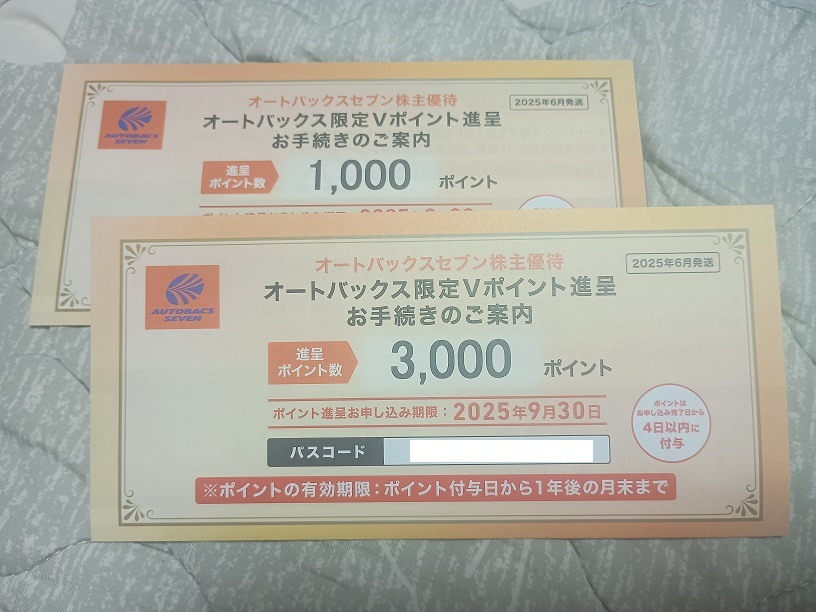 オートバックスセブン株主優待
2025年6月発送
オートバックス限定Vポイント進呈
お手続きのご案内
AUTOBACS
SEVEN
進呈
ポイント数
1,000 ポイント
オートバックスセブン株主優待
2025年6月発送
オートバックス限定Vポイント進呈
お手続きのご案内
AUTOBACS
SEVEN
進呈
ポイント数
3,000 ポイント
ポイント進呈お申し込み期限:2025年9月30日
ポイントは
お申し込み完了日から
4日以内に
付与
パスコード
※ポイントの有効期限:ポイント付与日から1年後の月末まで